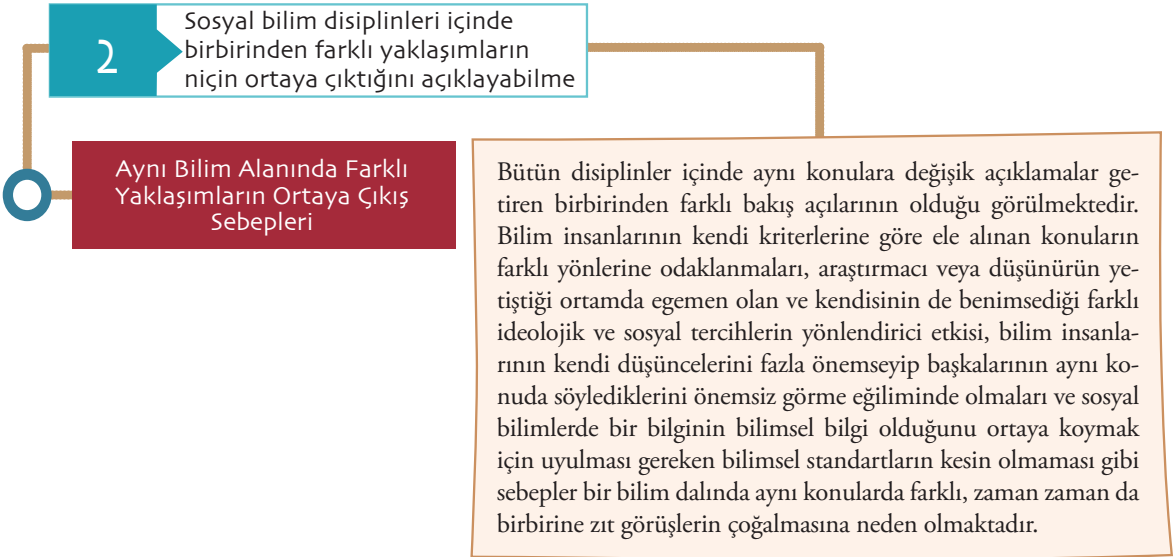 2
Sosyal bilim disiplinleri içinde
birbirinden farklı yaklaşımların
niçin ortaya çıktığını açıklayabilme
Aynı Bilim Alanında Farklı
Yaklaşımların Ortaya Çıkış
Sebepleri
Bütün disiplinler içinde aynı konulara değişik açıklamalar ge-
tiren birbirinden farklı bakış açılarının olduğu görülmektedir.
Bilim insanlarının kendi kriterlerine göre ele alınan konuların
farklı yönlerine odaklanmaları, araştırmacı veya düşünürün ye-
tiştiği ortamda egemen olan ve kendisinin de benimsediği farklı
ideolojik ve sosyal tercihlerin yönlendirici etkisi, bilim insanla-
rının kendi düşüncelerini fazla önemseyip başkalarının aynı ko-
nuda söylediklerini önemsiz görme eğiliminde olmaları ve sosyal
bilimlerde bir bilginin bilimsel bilgi olduğunu ortaya koymak
için uyulması gereken bilimsel standartların kesin olmaması gibi
sebepler bir bilim dalında aynı konularda farklı, zaman zaman da
birbirine zıt görüşlerin çoğalmasına neden olmaktadır.